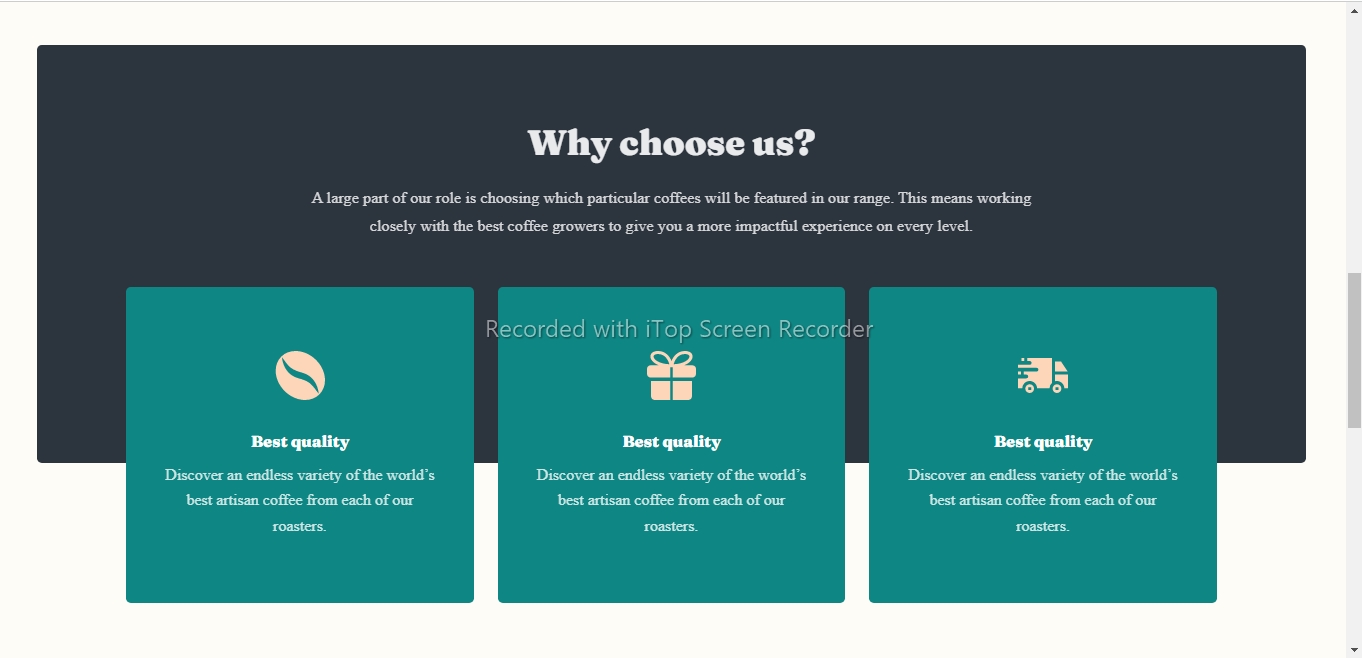 Why choose us?
A large part of our role is choosing which particular coffees will be featured in our range. This means working
closely with the best coffee growers to give you a more impactful experience on every level.
Recorded with iTop Screen Recorder
Best quality
Discover an endless variety of the world’s
best artisan coffee from each of our
roasters.
Best quality
Discover an endless variety of the world’s
best artisan coffee from each of our
roasters.
Best quality
Discover an endless variety of the world’s
best artisan coffee from each of our
roasters.